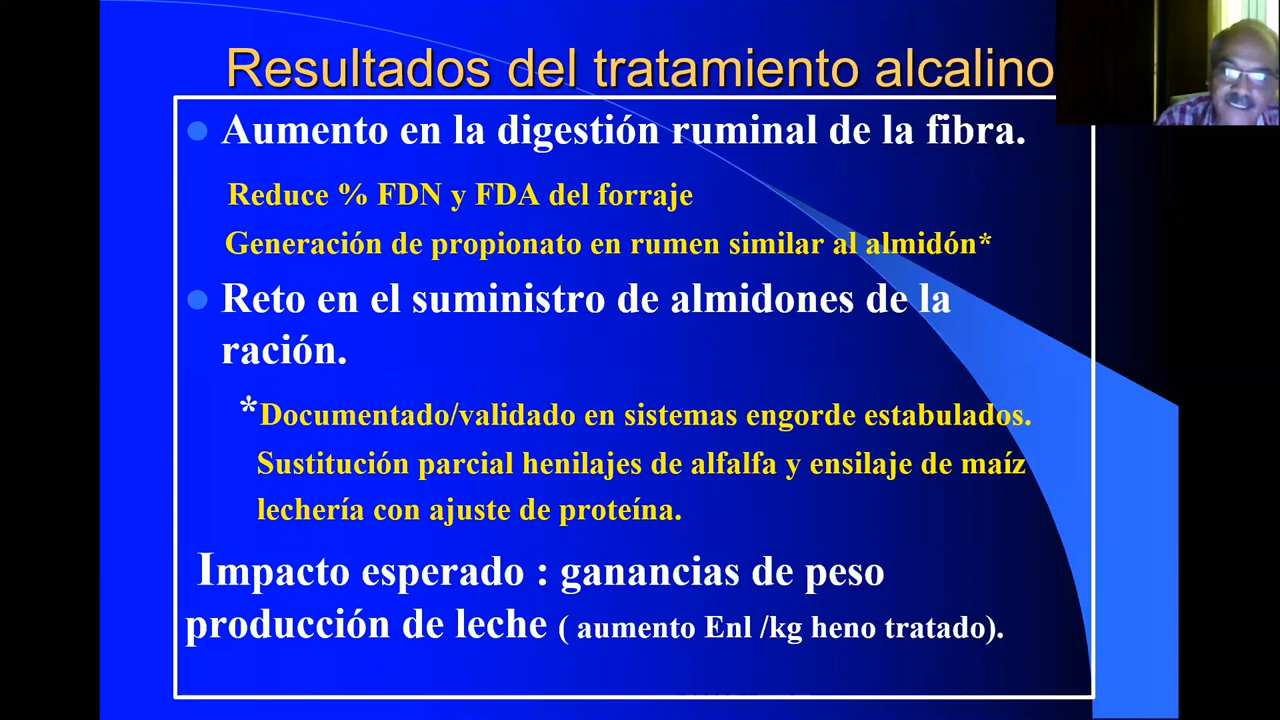 Resultados del tratamiento alcalino
Aumento en la digestión ruminal de la fibra.
Reduce % FDN y FDA del forraje
Generación de propionato en rumen similar al almidón*
Reto en el suministro de almidones de la
ración.
*Documentado/validado en sistemas engorde estabulados.
Sustitución parcial henilajes de alfalfa y ensilaje de maíz
lechería con ajuste de proteína.
Impacto esperado : ganancias de peso
producción de leche ( aumento Enl /kg heno tratado).